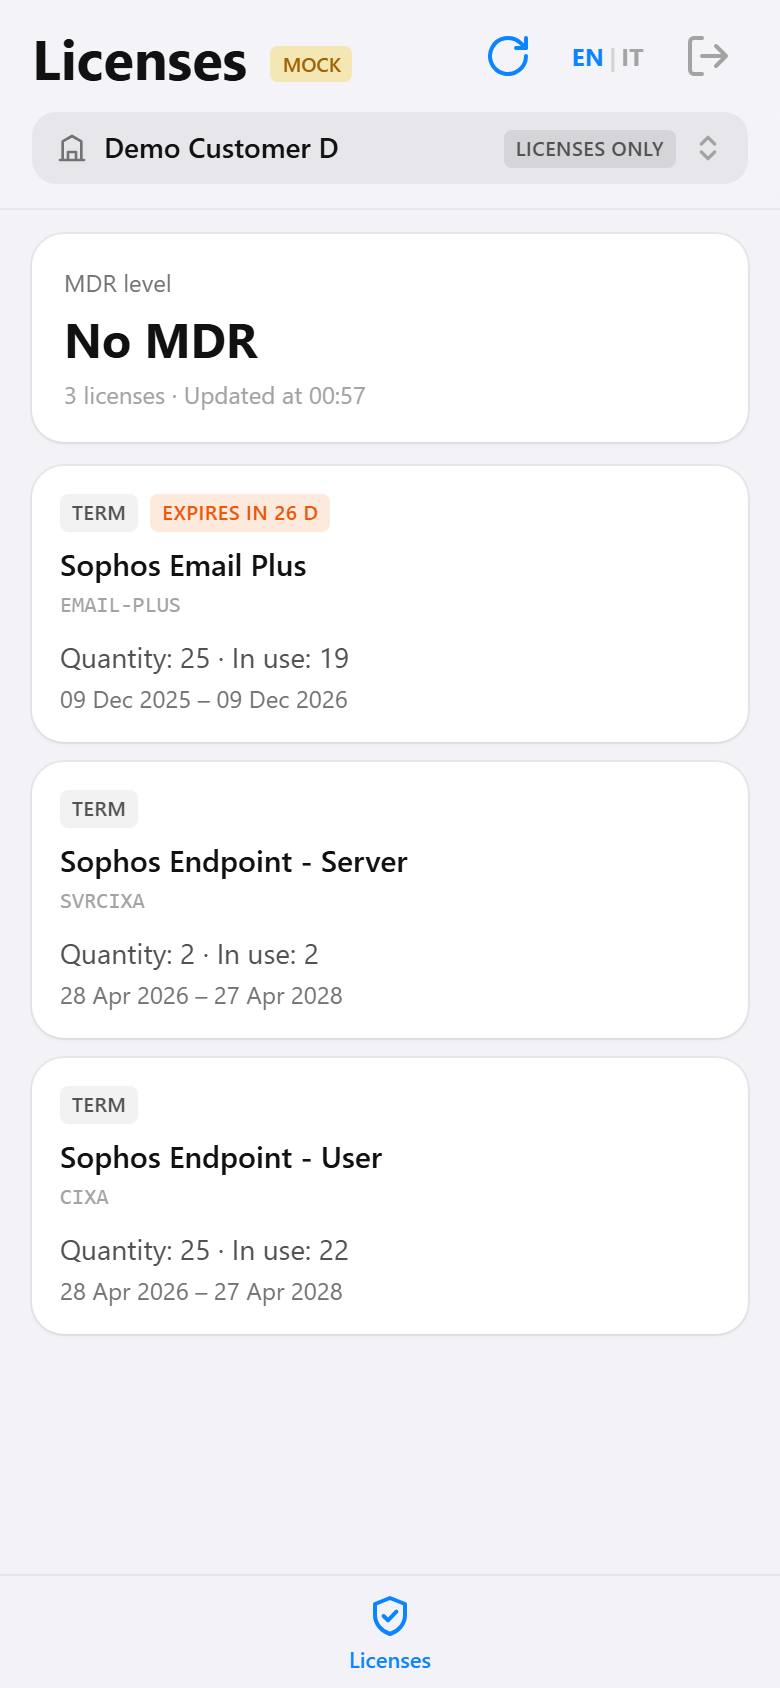 Licenses MOCK EN | IT
Demo Customer D LICENSES ONLY
MDR level
No MDR
3 licenses · Updated at 00:57
TERM EXPIRES IN 26 D
Sophos Email Plus
EMAIL-PLUS
Quantity: 25 · In use: 19
09 Dec 2025 – 09 Dec 2026
TERM
Sophos Endpoint - Server
SVRCIXA
Quantity: 2 · In use: 2
28 Apr 2026 – 27 Apr 2028
TERM
Sophos Endpoint - User
CIXA
Quantity: 25 · In use: 22
28 Apr 2026 – 27 Apr 2028
Licenses